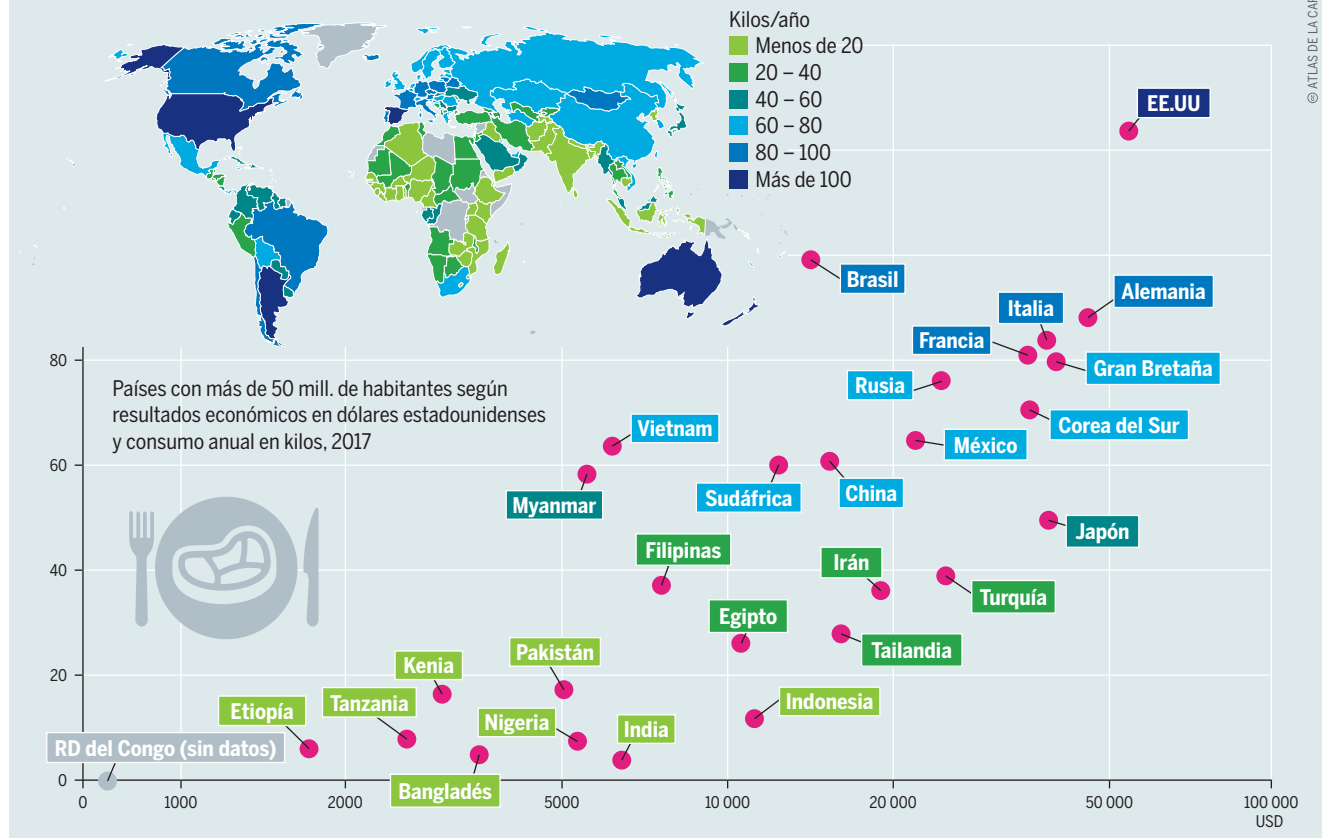 Kilos/año
Menos de 20
20 – 40
40 – 60
60 – 80
80 – 100
Más de 100
© ATLAS DE LA
EE.UU
Brasil
Alemania
Italia
Francia
Gran Bretaña
Rusia
Corea del Sur
Vietnam
México
Myanmar
Sudáfrica
China
Japón
Filipinas
Irán
Turquía
Egipto
Tailandia
Pakistán
Kenia
Indonesia
Tanzania
Etiopía
Nigeria
India
RD del Congo (sin datos)
Bangladés
Países con más de 50 mill. de habitantes según
resultados económicos en dólares estadounidenses
y consumo anual en kilos, 2017
80
60
40
20
0
0 1000 2000 5000 10 000 20 000 50 000 100 000
USD